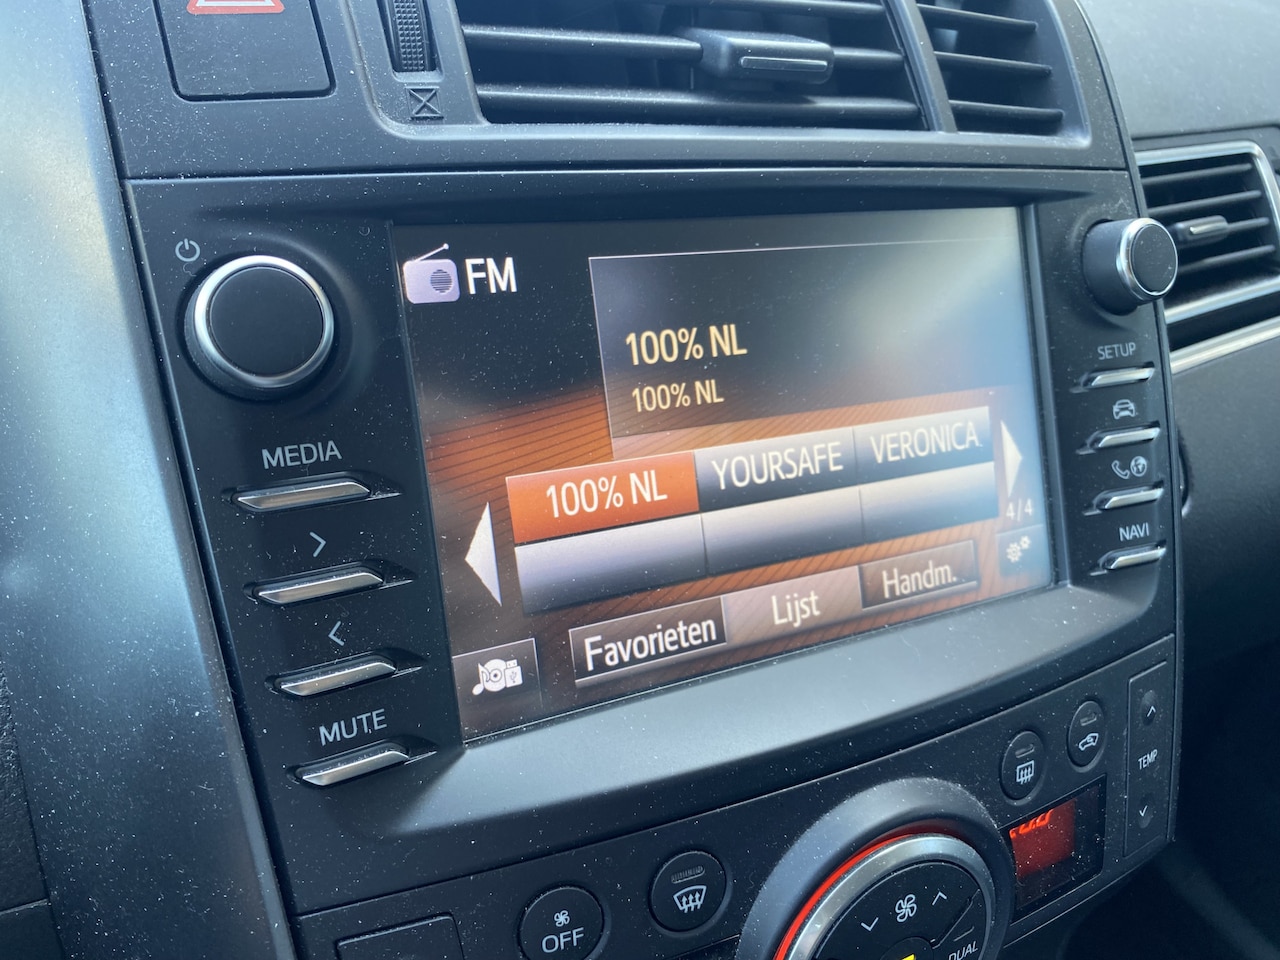 FM
100% NL
100% NL
100% NL
YOURSAFE
VERONICA
4/4
Favorieten
Lijst
Handm.
MEDIA
MUTE
SETUP
NAVI
TEMP
OFF
DUAL